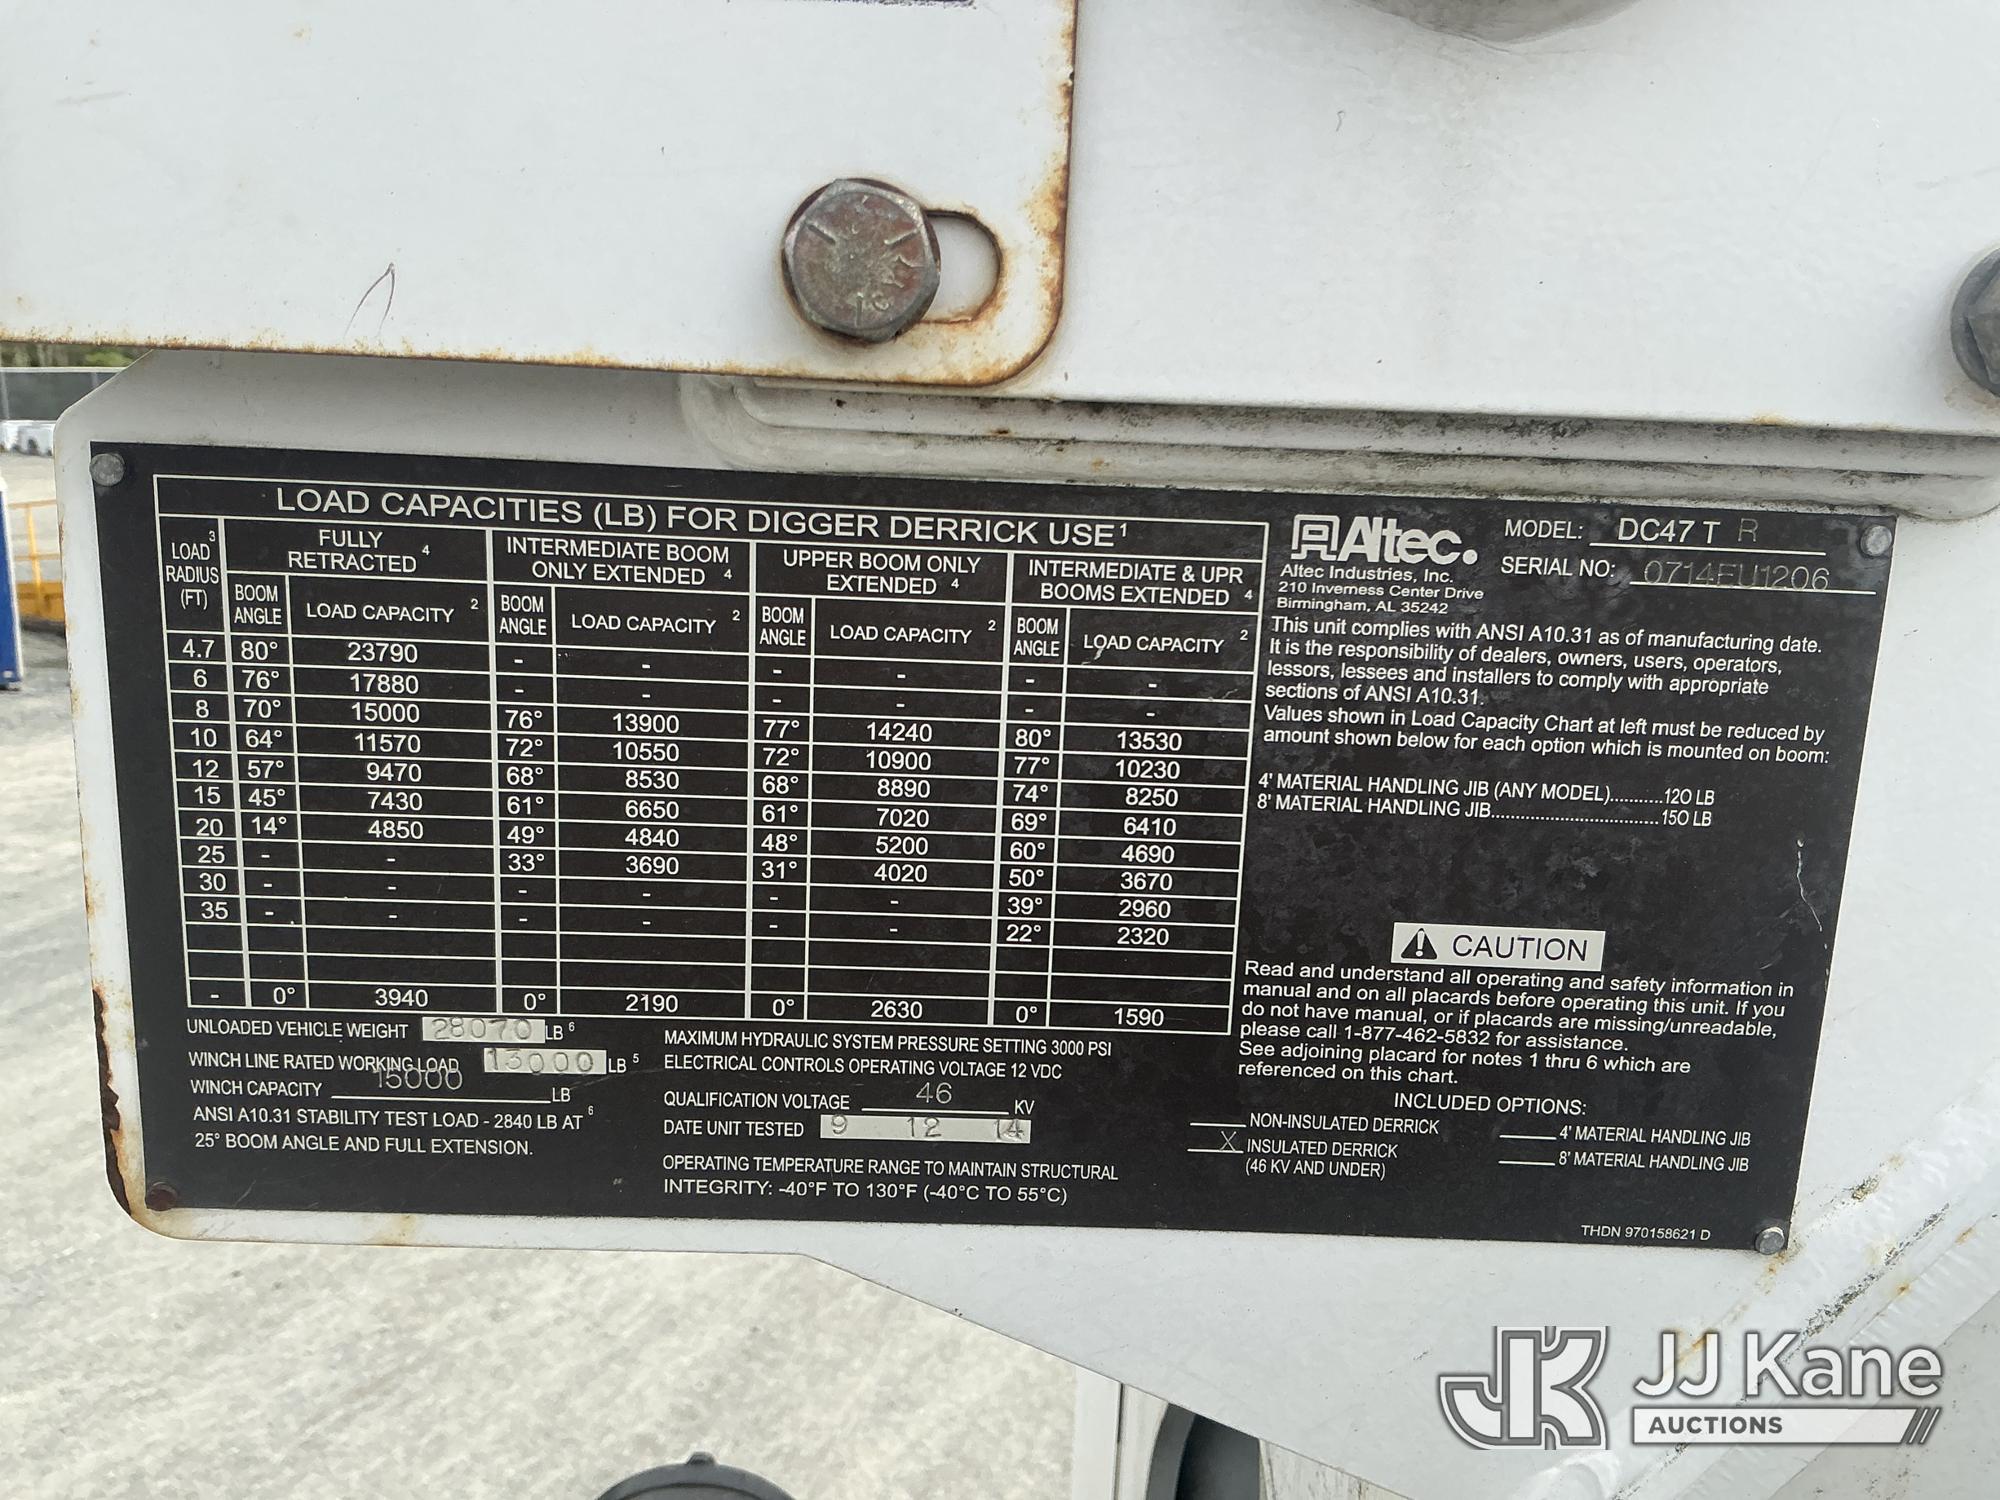 LOAD CAPACITIES (LB) FOR DIGGER DERRICK USE 1
LOAD 3 RADIUS (FT) | FULLY RETRACTED 4 | INTERMEDIATE BOOM ONLY EXTENDED 4 | UPPER BOOM ONLY EXTENDED 4 | INTERMEDIATE & UPR BOOMS EXTENDED 4
BOOM ANGLE | LOAD CAPACITY 2 | BOOM ANGLE | LOAD CAPACITY 2 | BOOM ANGLE | LOAD CAPACITY 2 | BOOM ANGLE | LOAD CAPACITY 2
4.7 | 80° | 23790 | - | - | - | - | - | -
6 | 76° | 17880 | - | - | - | - | - | -
8 | 70° | 15000 | 76° | 13900 | 77° | 14240 | 80° | 13530
10 | 64° | 11570 | 72° | 10550 | 72° | 10900 | 77° | 10230
12 | 57° | 9470 | 68° | 8530 | 68° | 8890 | 74° | 8250
15 | 45° | 7430 | 61° | 6650 | 61° | 7020 | 69° | 6410
20 | 14° | 4850 | 49° | 4840 | 48° | 5200 | 60° | 4690
25 | - | - | 33° | 3690 | 31° | 4020 | 50° | 3670
30 | - | - | - | - | - | - | 39° | 2960
35 | - | - | - | - | - | - | 22° | 2320
- | 0° | 3940 | 0° | 2190 | 0° | 2630 | 0° | 1590
UNLOADED VEHICLE WEIGHT 28070 LB 6
WINCH LINE RATED WORKING LOAD 13000 LB 5
WINCH CAPACITY 15000 LB
ANSI A10.31 STABILITY TEST LOAD - 2840 LB AT 6
25° BOOM ANGLE AND FULL EXTENSION.
MAXIMUM HYDRAULIC SYSTEM PRESSURE SETTING 3000 PSI
ELECTRICAL CONTROLS OPERATING VOLTAGE 12 VDC
QUALIFICATION VOLTAGE 46 KV
DATE UNIT TESTED 9 12 14
OPERATING TEMPERATURE RANGE TO MAINTAIN STRUCTURAL
INTEGRITY: -40°F TO 130°F (-40°C TO 55°C)
Altec.
MODEL: DC47 T R
SERIAL NO: 0714EU1206
Altec Industries, Inc.
210 Inverness Center Drive
Birmingham, AL 35242
This unit complies with ANSI A10.31 as of manufacturing date.
It is the responsibility of dealers, owners, users, operators,
lessors, lessees and installers to comply with appropriate
sections of ANSI A10.31.
Values shown in Load Capacity Chart at left must be reduced by
amount shown below for each option which is mounted on boom:
4' MATERIAL HANDLING JIB (ANY MODEL)...........120 LB
8' MATERIAL HANDLING JIB..................................150 LB
CAUTION
Read and understand all operating and safety information in
manual and on all placards before operating this unit. If you
do not have manual, or if placards are missing/unreadable,
please call 1-877-462-5832 for assistance.
See adjoining placard for notes 1 thru 6 which are
referenced on this chart.
INCLUDED OPTIONS:
NON-INSULATED DERRICK
X INSULATED DERRICK
(46 KV AND UNDER)
4' MATERIAL HANDLING JIB
8' MATERIAL HANDLING JIB
THDN 970158621 D
JK JJ Kane
AUCTIONS